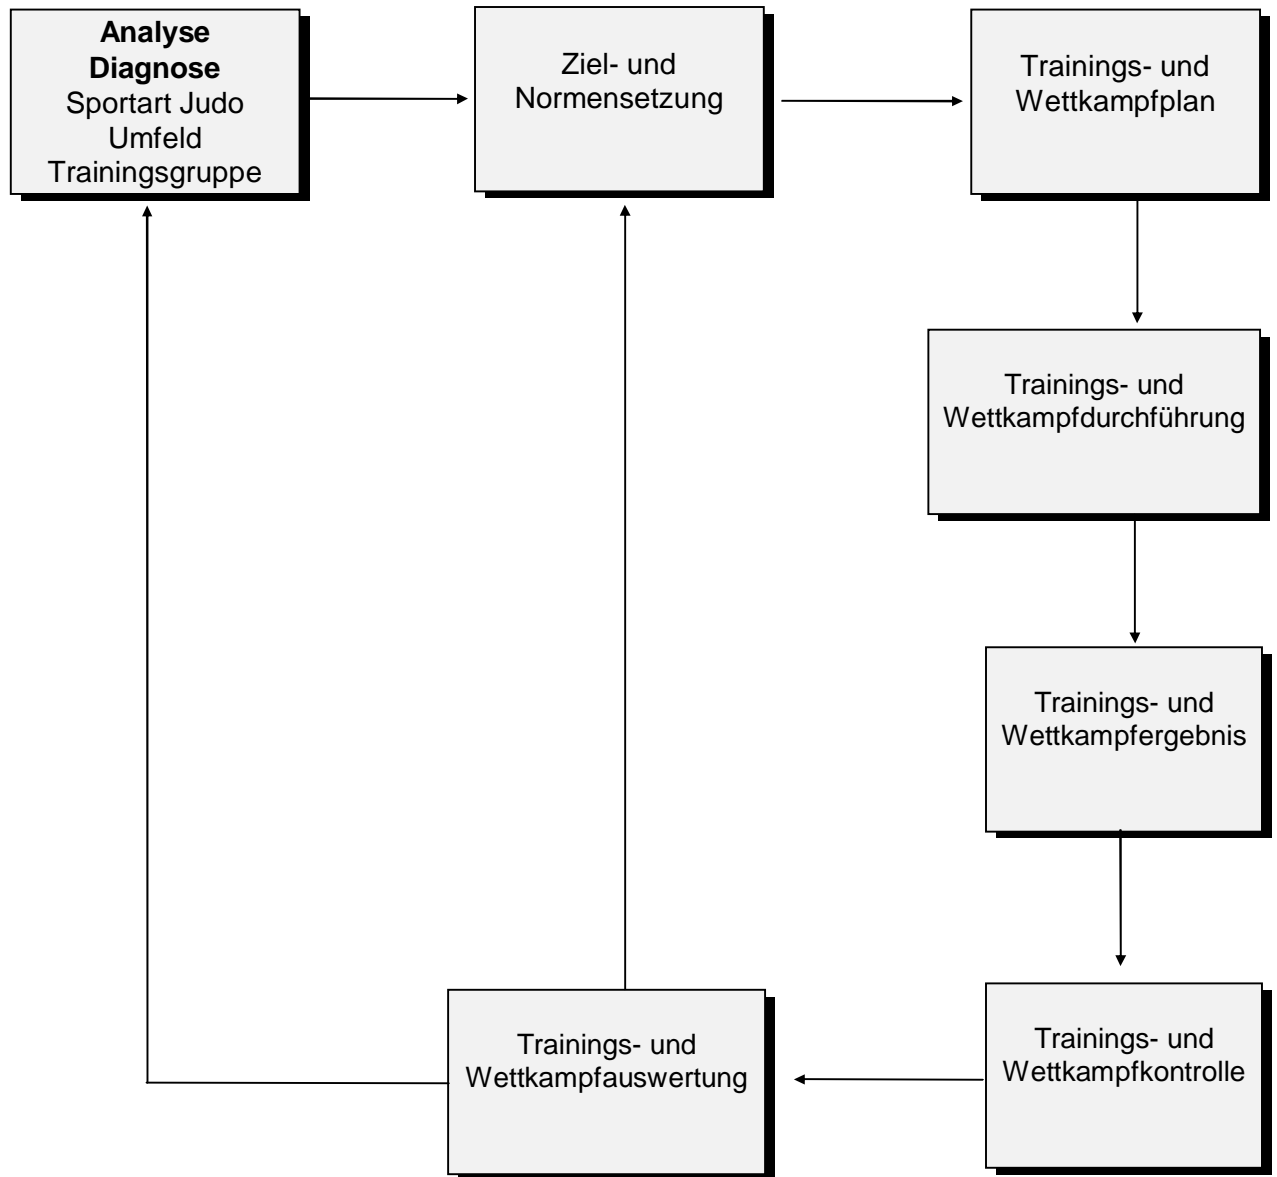 Analyse
Diagnose
Sportart Judo
Umfeld
Trainingsgruppe
Ziel- und
Normensetzung
Trainings- und
Wettkampfplan
Trainings- und
Wettkampfdurchführung
Trainings- und
Wettkampfergebnis
Trainings- und
Wettkampfkontrolle
Trainings- und
Wettkampfauswertung